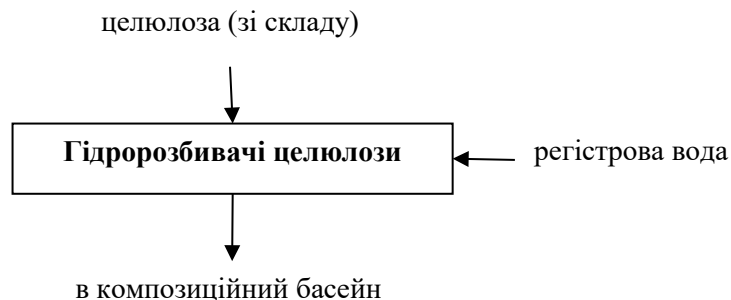 целюлоза (зі складу)
Гідророзбивачі целюлози
регістрова вода
в композиційний басейн